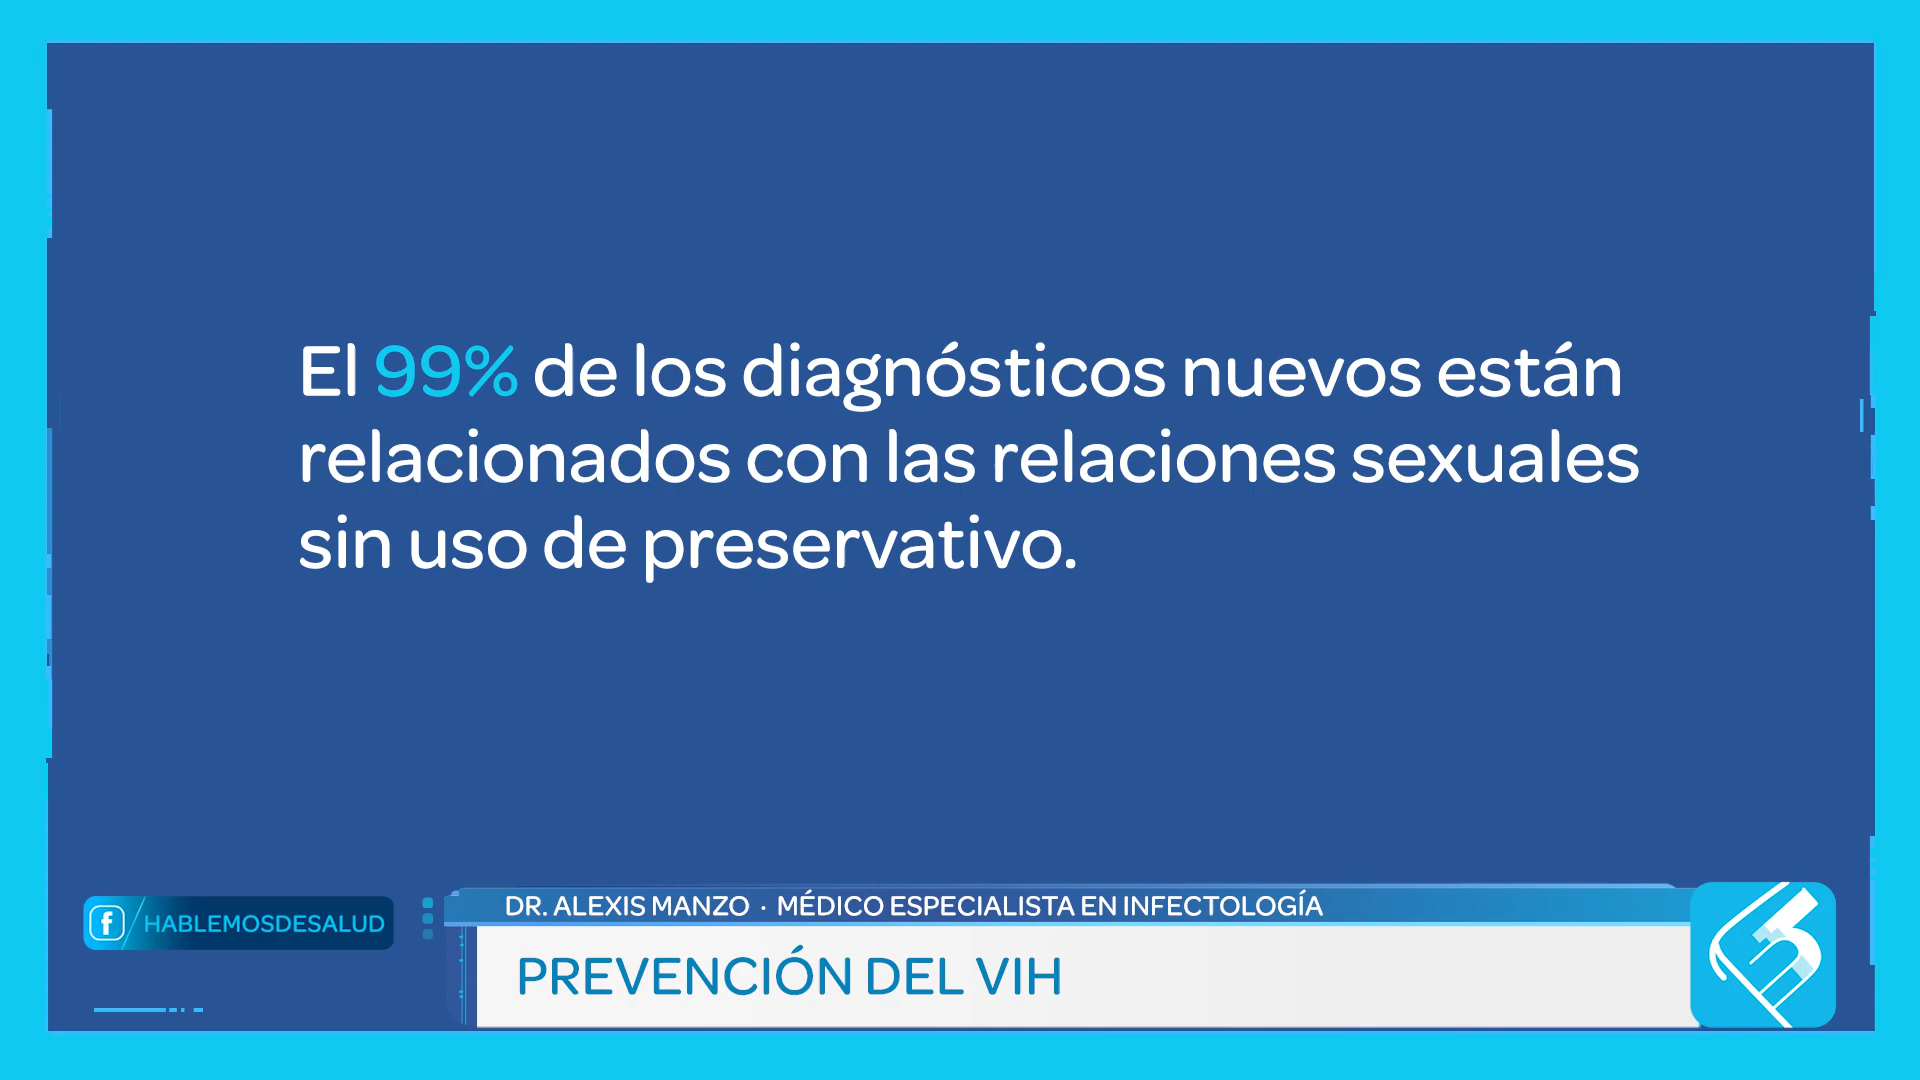 El 99% de los diagnósticos nuevos están
relacionados con las relaciones sexuales
sin uso de preservativo.
DR. ALEXIS MANZO · MÉDICO ESPECIALISTA EN INFECTOLOGÍA
f/HABLEMOSDESALUD
PREVENCIÓN DEL VIH